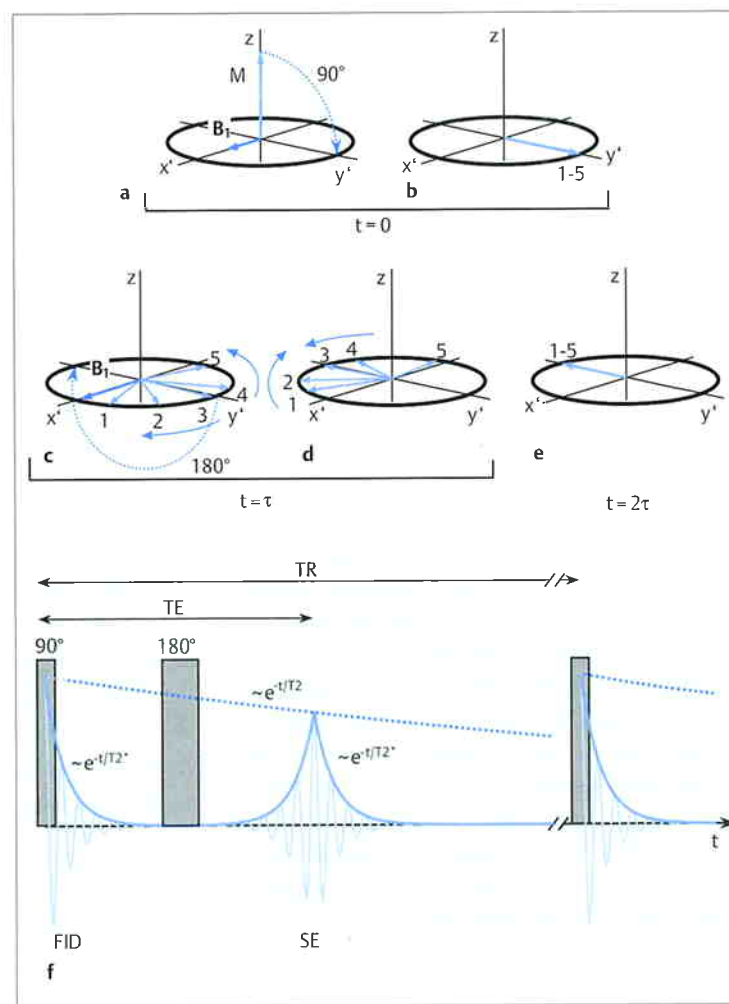 z
z
M
90°
B1
x‘
y‘
x‘
y‘
1-5
a
b
t = 0
z
z
z
B1
5
4
3
2
1
x‘
y‘
180°
c
3
4
5
2
1
x‘
y‘
d
1-5
x‘
y‘
e
t = τ
t = 2τ
TR
TE
90°
180°
~e-t/T2
~e-t/T2*
~e-t/T2*
t
FID
SE
f